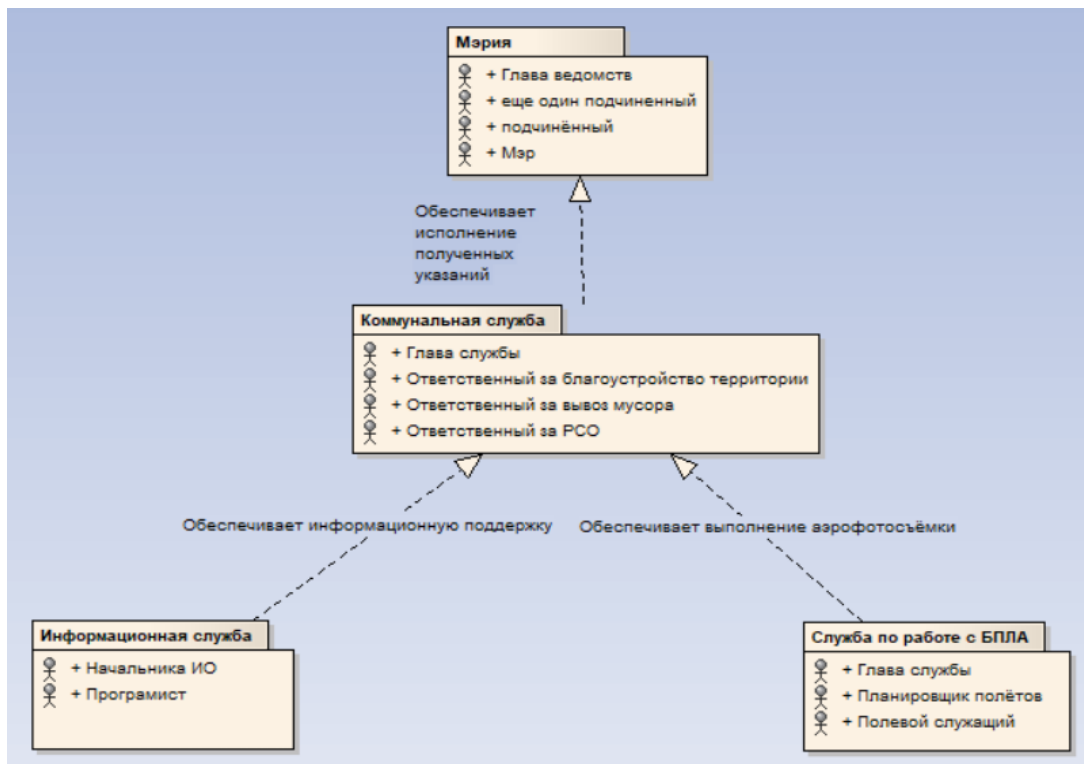 Мэрия
+ Глава ведомств
+ еще один подчиненный
+ подчинённый
+ Мэр
Обеспечивает
исполнение
полученных
указаний
Коммунальная служба
+ Глава службы
+ Ответственный за благоустройство территории
+ Ответственный за вывоз мусора
+ Ответственный за РСО
Обеспечивает информационную поддержку
Обеспечивает выполнение аэрофотосъёмки
Информационная служба
+ Начальника ИО
+ Програмист
Служба по работе с БПЛА
+ Глава службы
+ Планировщик полётов
+ Полевой служащий